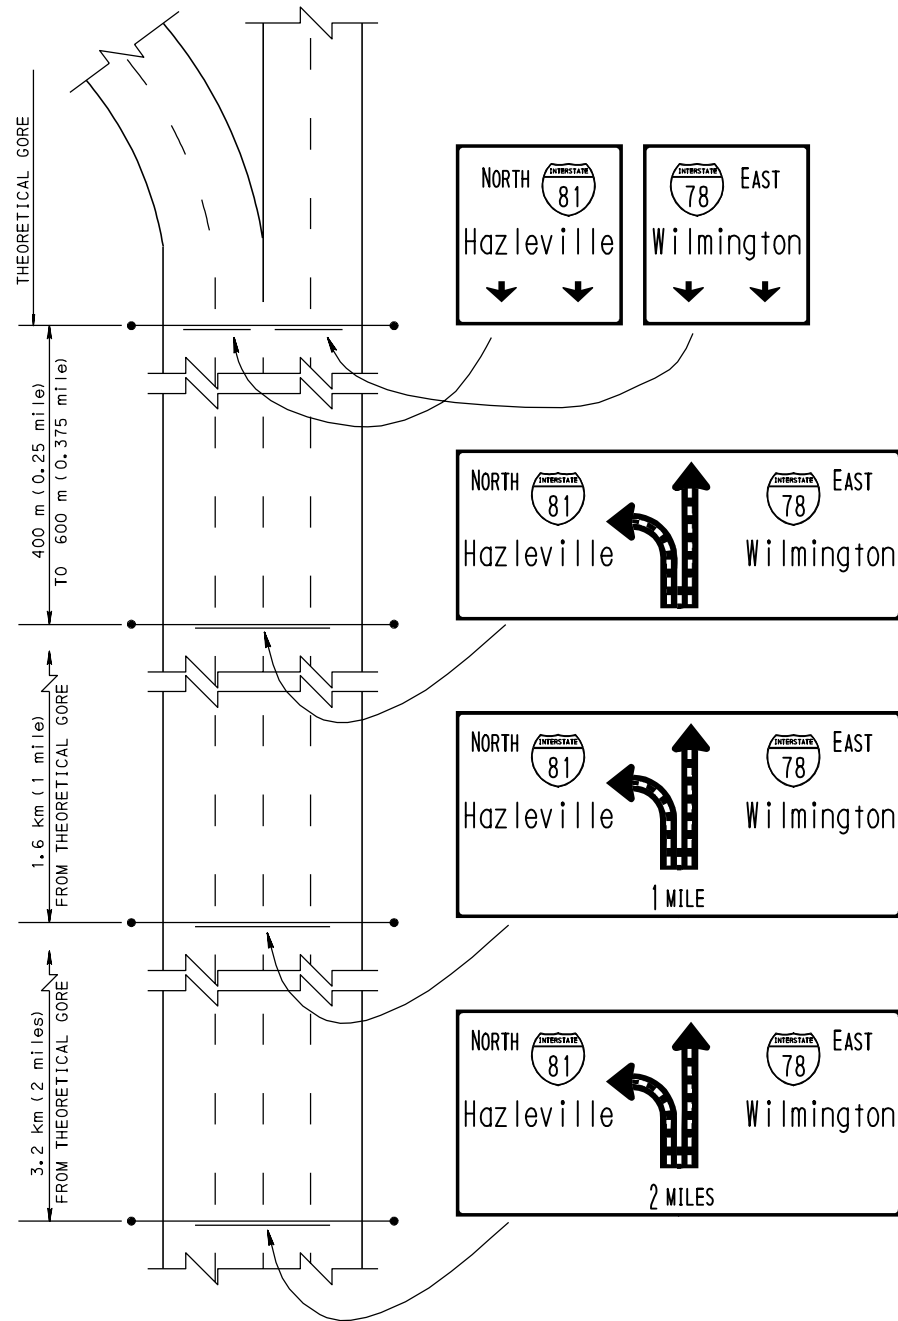 THEORETICAL GORE
NORTH INTERSTATE 81
Hazleville
INTERSTATE 78 EAST
Wilmington
400 m (0.25 mile)
TO 600 m (0.375 mile)
NORTH INTERSTATE 81
Hazleville
INTERSTATE 78 EAST
Wilmington
1.6 km (1 mile)
FROM THEORETICAL GORE
NORTH INTERSTATE 81
Hazleville
INTERSTATE 78 EAST
Wilmington
1 MILE
3.2 km (2 miles)
FROM THEORETICAL GORE
NORTH INTERSTATE 81
Hazleville
INTERSTATE 78 EAST
Wilmington
2 MILES